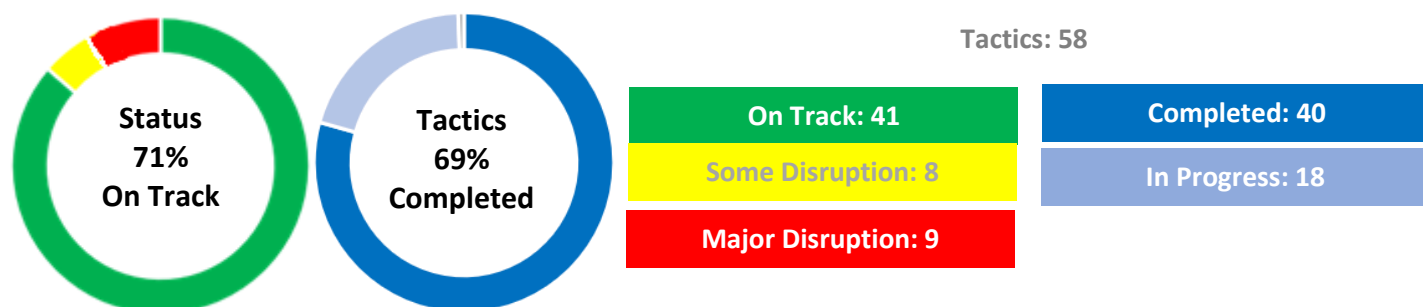 Status
71%
On Track
Tactics
69%
Completed
Tactics: 58
On Track: 41
Some Disruption: 8
Major Disruption: 9
Completed: 40
In Progress: 18